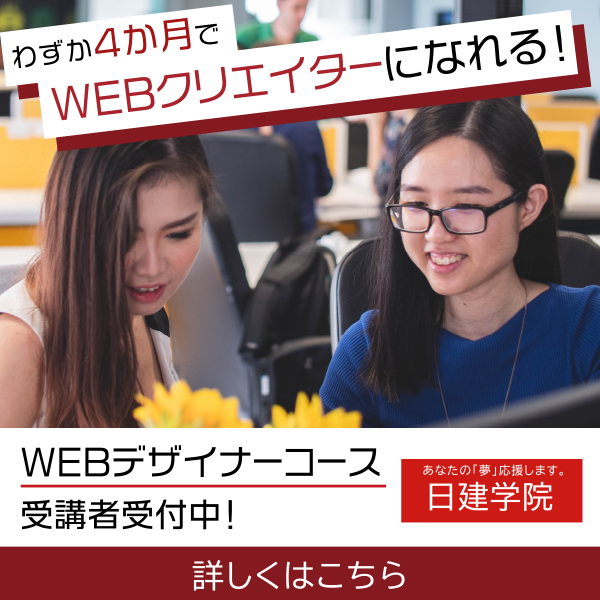 わずか4か月で
WEBクリエイターになれる！
WEBデザイナーコース
受講者受付中！
あなたの「夢」応援します。
日建学院
詳しくはこちら